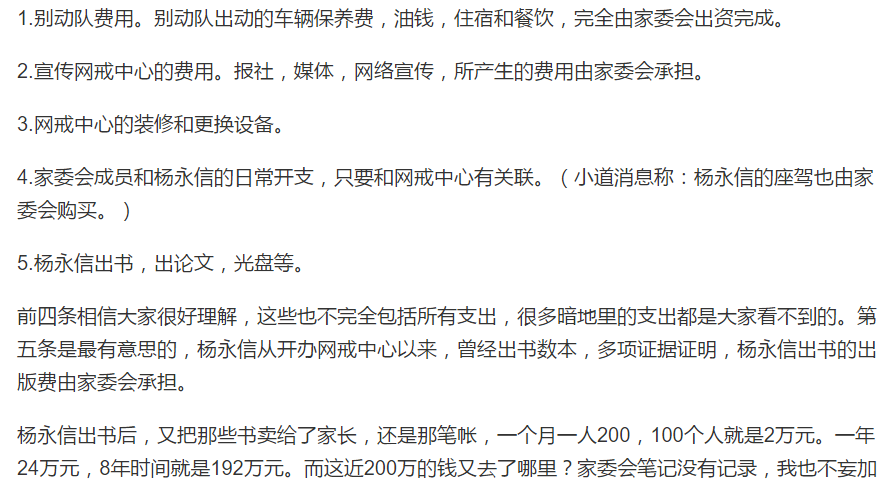 1.别动队费用。别动队出动的车辆保养费，油钱，住宿和餐饮，完全由家委会出资完成。
2.宣传网戒中心的费用。报社，媒体，网络宣传，所产生的费用由家委会承担。
3.网戒中心的装修和更换设备。
4.家委会成员和杨永信的日常开支，只要和网戒中心有关联。（小道消息称：杨永信的座驾也由家
委会购买。）
5.杨永信出书，出论文，光盘等。
前四条相信大家很好理解，这些也不完全包括所有支出，很多暗地里的支出都是大家看不到的。第
五条是最有意思的，杨永信从开办网戒中心以来，曾经出书数本，多项证据证明，杨永信出书的出
版费由家委会承担。
杨永信出书后，又把那些书卖给了家长，还是那笔帐，一个月一人200，100个人就是2万元。一年
24万元，8年时间就是192万元。而这近200万的钱又去了哪里？家委会笔记没有记录，我也不妄加